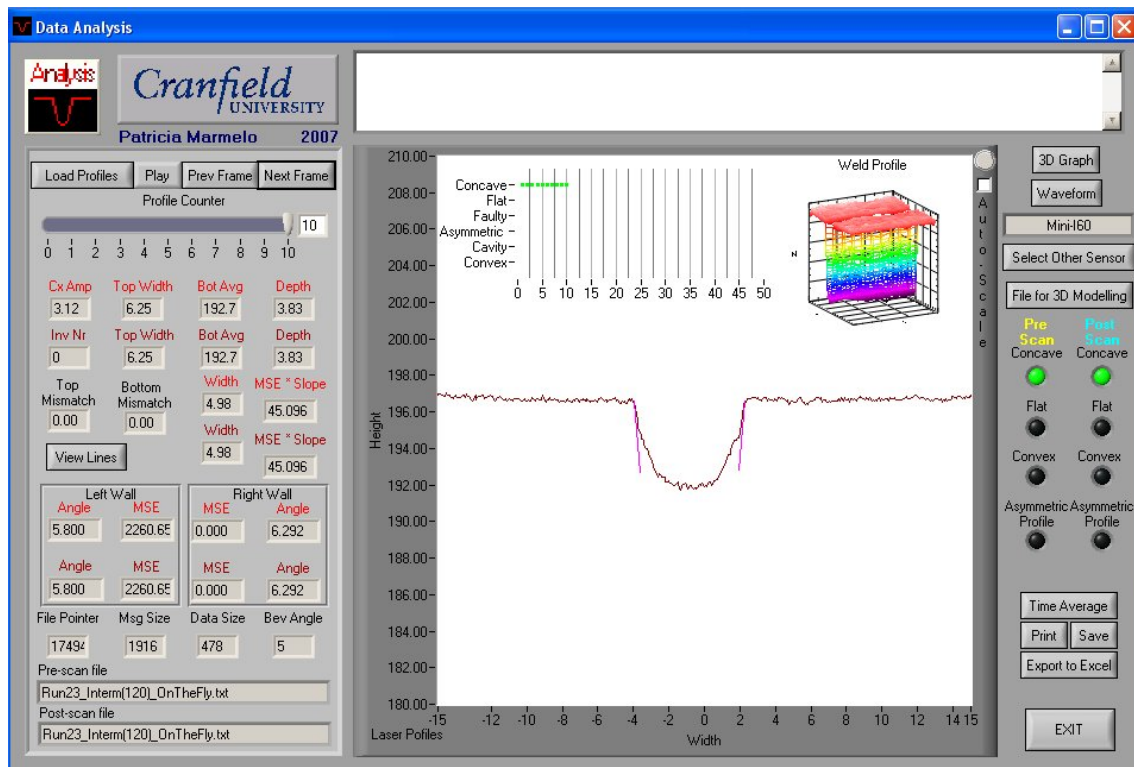 Data Analysis
Analysis
Cranfield
UNIVERSITY
Patricia Marmelo 2007
Load Profiles Play Prev Frame Next Frame
Profile Counter
10
0 1 2 3 4 5 6 7 8 9 10
Cx Amp Top Width Bot Avg Depth
3.12 6.25 192.7 3.83
Inv Nr Top Width Bot Avg Depth
0 6.25 192.7 3.83
Top Mismatch Bottom Mismatch Width MSE * Slope
0.00 0.00 4.98 45.096
Width MSE * Slope
4.98 45.096
View Lines
Left Wall Right Wall
Angle MSE MSE Angle
5.800 2260.65 0.000 6.292
Angle MSE MSE Angle
5.800 2260.65 0.000 6.292
File Pointer Msg Size Data Size Bev Angle
1916 478 5
Pre-scan file
Run23_Interm(120)_OnTheFly.txt
Post-scan file
Run23_Interm(120)_OnTheFly.txt
210.00
208.00
206.00
204.00
202.00
200.00
198.00
196.00
194.00
192.00
190.00
188.00
186.00
184.00
182.00
180.00
Height
-15 -12 -10 -8 -6 -4 -2 0 2 4 6 8 10 12 14 15
Laser Pofiles
Width
Concave
Flat
Faulty
Asymmetric
Cavity
Convex
0 5 10 15 20 25 30 35 40 45 50
Weld Profile
Auto-Scale
3D Graph
Waveform
Mini-I60
Select Other Sensor
File for 3D Modelling
Pre Scan Post Scan
Concave Concave
Flat Flat
Convex Convex
Asymmetric Profile Asymmetric Profile
Time Average
Print Save
Export to Excel
EXIT